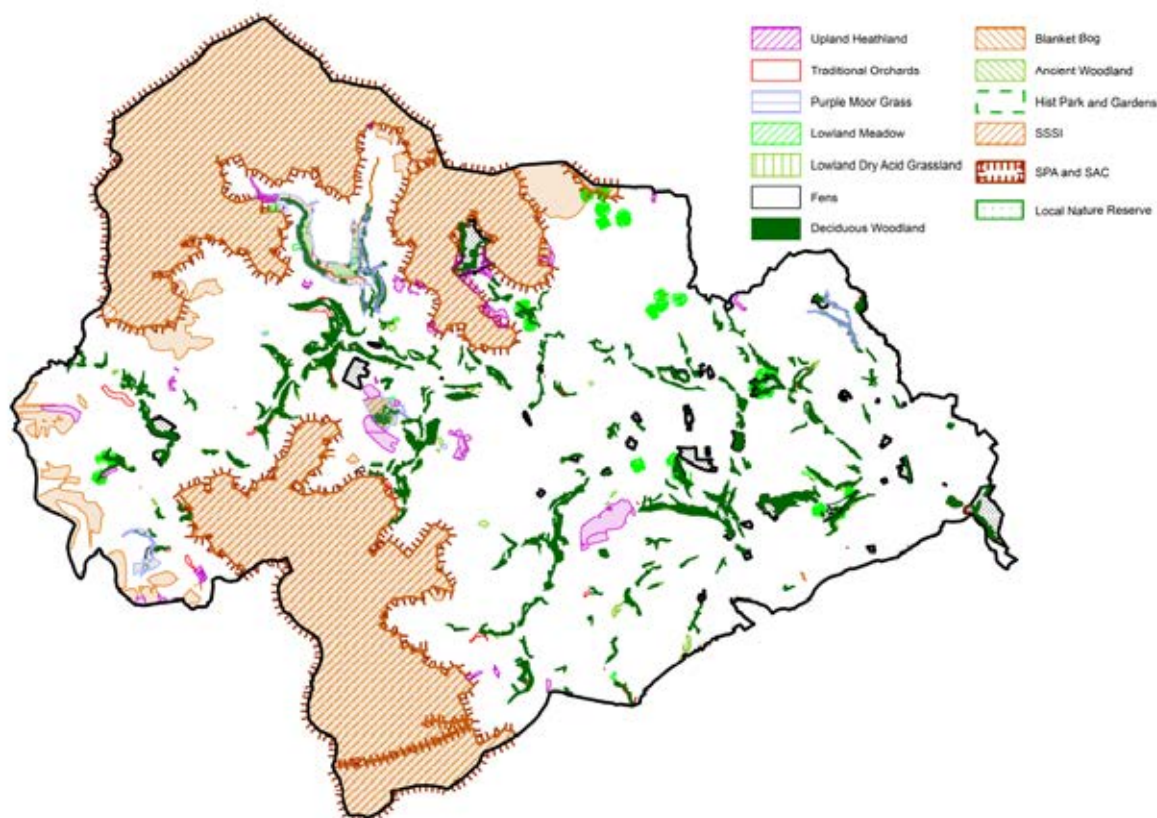 Upland Heathland
Traditional Orchards
Purple Moor Grass
Lowland Meadow
Lowland Dry Acid Grassland
Fens
Deciduous Woodland
Blanket Bog
Ancient Woodland
Hist Park and Gardens
SSSI
SPA and SAC
Local Nature Reserve